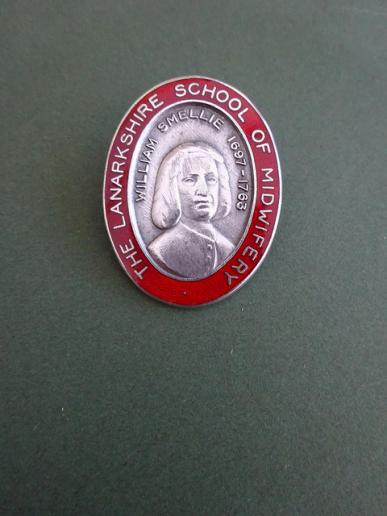 THE LANARKSHIRE SCHOOL OF MIDWIFERY
WILLIAM SMELLIE 1697-1763